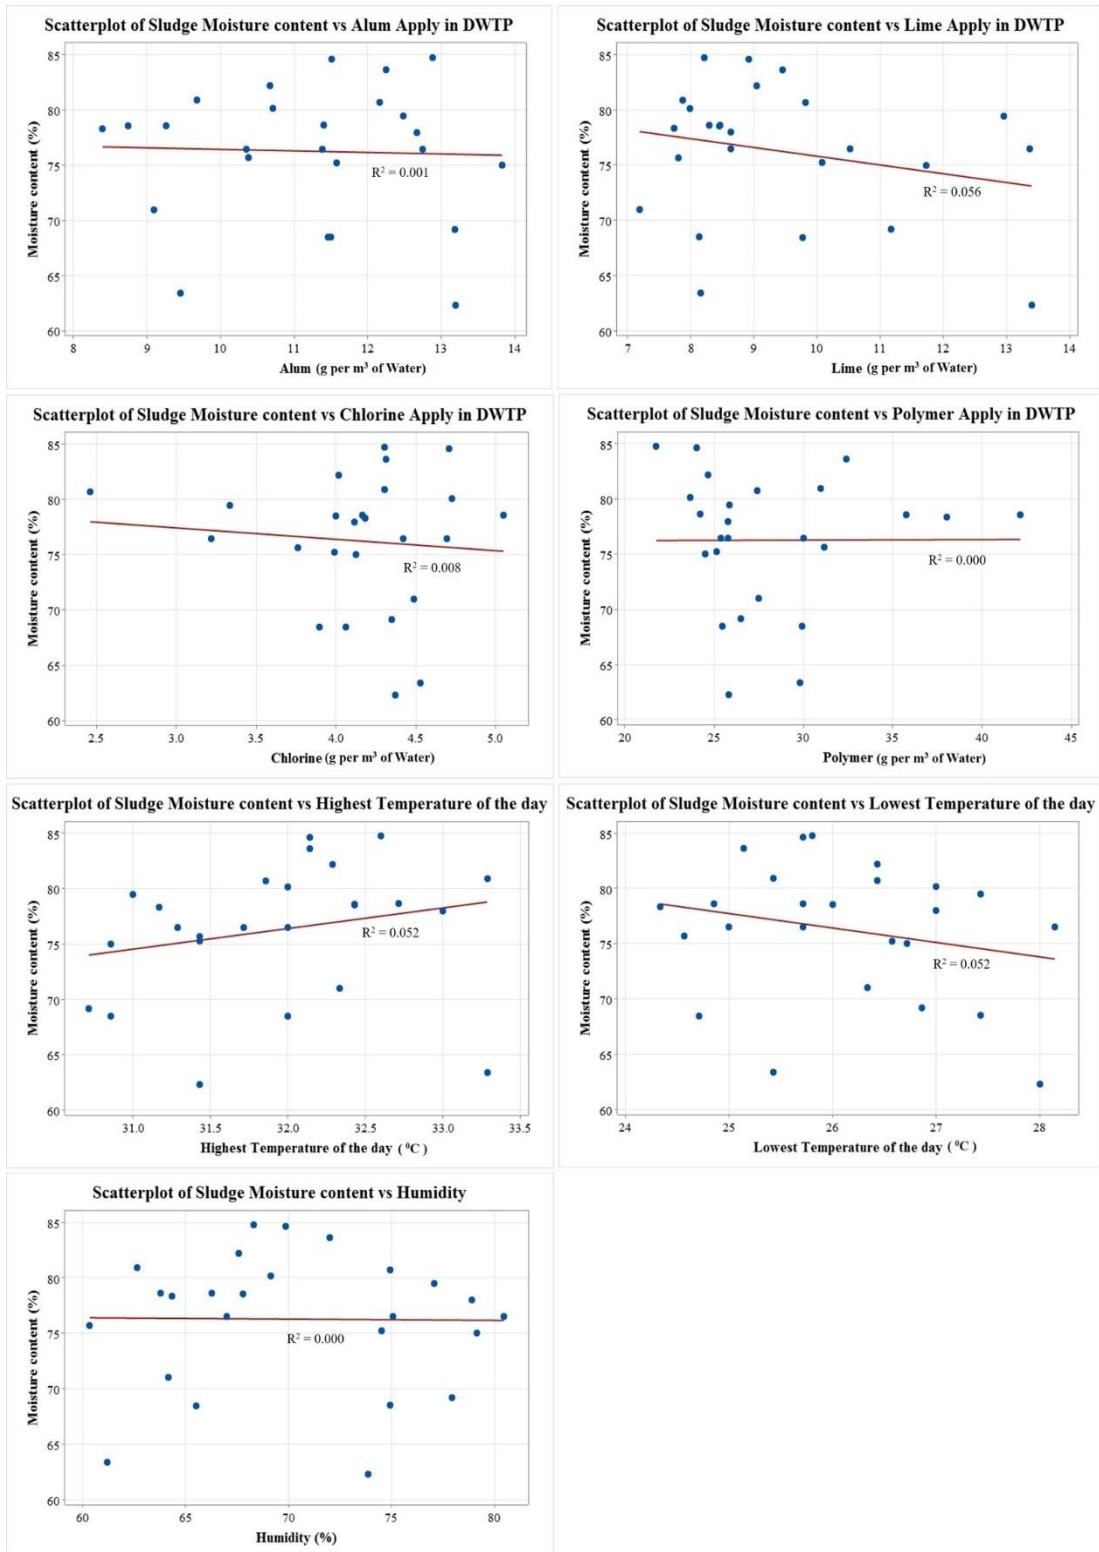 Scatterplot of Sludge Moisture content vs Alum Apply in DWTP
85
80
75
70
65
60
Moisture content (%)
R² = 0.001
8 9 10 11 12 13 14
Alum (g per m³ of Water)
Scatterplot of Sludge Moisture content vs Lime Apply in DWTP
85
80
75
70
65
60
Moisture content (%)
R² = 0.056
7 8 9 10 11 12 13 14
Lime (g per m³ of Water)
Scatterplot of Sludge Moisture content vs Chlorine Apply in DWTP
85
80
75
70
65
60
Moisture content (%)
R² = 0.008
2.5 3.0 3.5 4.0 4.5 5.0
Chlorine (g per m³ of Water)
Scatterplot of Sludge Moisture content vs Polymer Apply in DWTP
85
80
75
70
65
60
Moisture content (%)
R² = 0.000
20 25 30 35 40 45
Polymer (g per m³ of Water)
Scatterplot of Sludge Moisture content vs Highest Temperature of the day
85
80
75
70
65
60
Moisture content (%)
R² = 0.052
31.0 31.5 32.0 32.5 33.0 33.5
Highest Temperature of the day ( ⁰C )
Scatterplot of Sludge Moisture content vs Lowest Temperature of the day
85
80
75
70
65
60
Moisture content (%)
R² = 0.052
24 25 26 27 28
Lowest Temperature of the day ( ⁰C)
Scatterplot of Sludge Moisture content vs Humidity
85
80
75
70
65
60
Moisture content (%)
R² = 0.000
60 65 70 75 80
Humidity (%)